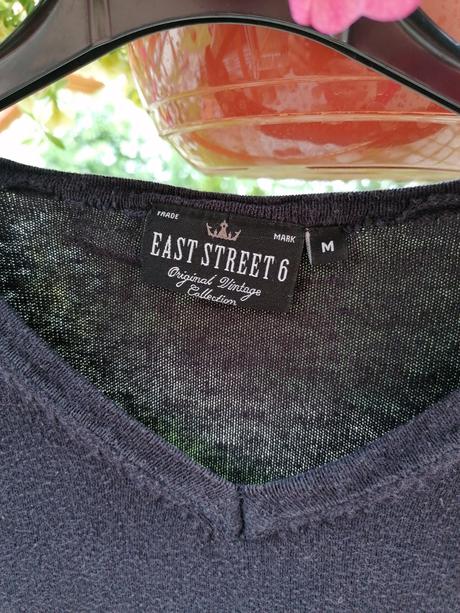 TRADE MARK
EAST STREET 6
Original Vintage
Collection
M